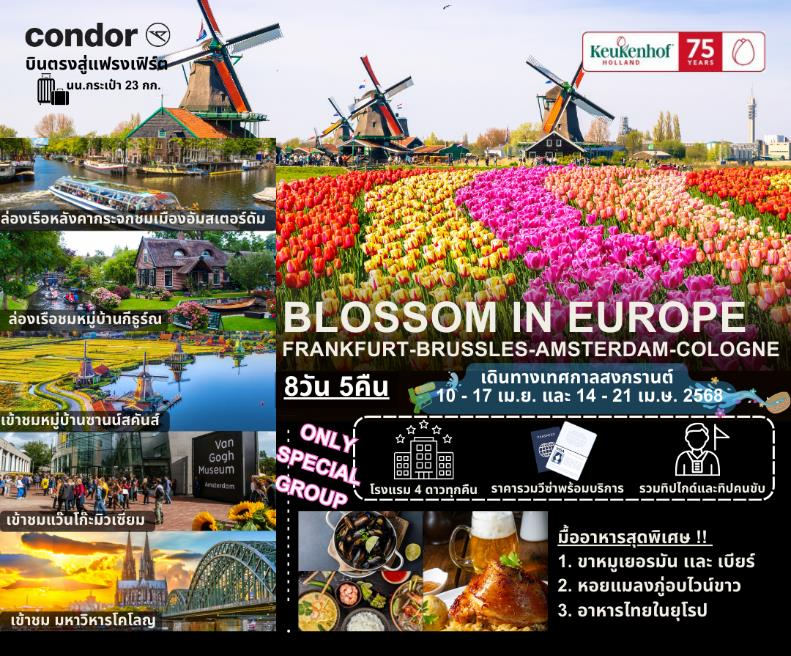 condor
บินตรงสู่แฟรงเฟิร์ต
นน.กระเป๋า 23 กก.
Keukenhof
HOLLAND
75
YEARS
ล่องเรือหลังคากระจกชมเมืองอัมสเตอร์ดัม
ล่องเรือชมหมู่บ้านกีธูร์ณ
BLOSSOM IN EUROPE
FRANKFURT-BRUSSLES-AMSTERDAM-COLOGNE
8วัน 5คืน
เดินทางเทศกาลสงกรานต์
10 - 17 เม.ย. และ 14 - 21 เม.ษ. 2568
เข้าชมหมู่บ้านซานน์สคันส์
ONLY
SPECIAL
GROUP
โรงแรม 4 ดาวทุกคืน
ราคารวมวีซ่าพร้อมบริการ
รวมทิปไกด์และทิปคนขับ
Van
Gogh
Museum
Amsterdam
เข้าชมแว๊นโก๊ะมิวเซียม
มื้ออาหารสุดพิเศษ !!
1. ขาหมูเยอรมัน และ เบียร์
2. หอยแมลงภู่อบไวน์ขาว
3. อาหารไทยในยุโรป
เข้าชม มหาวิหารโคโลญ